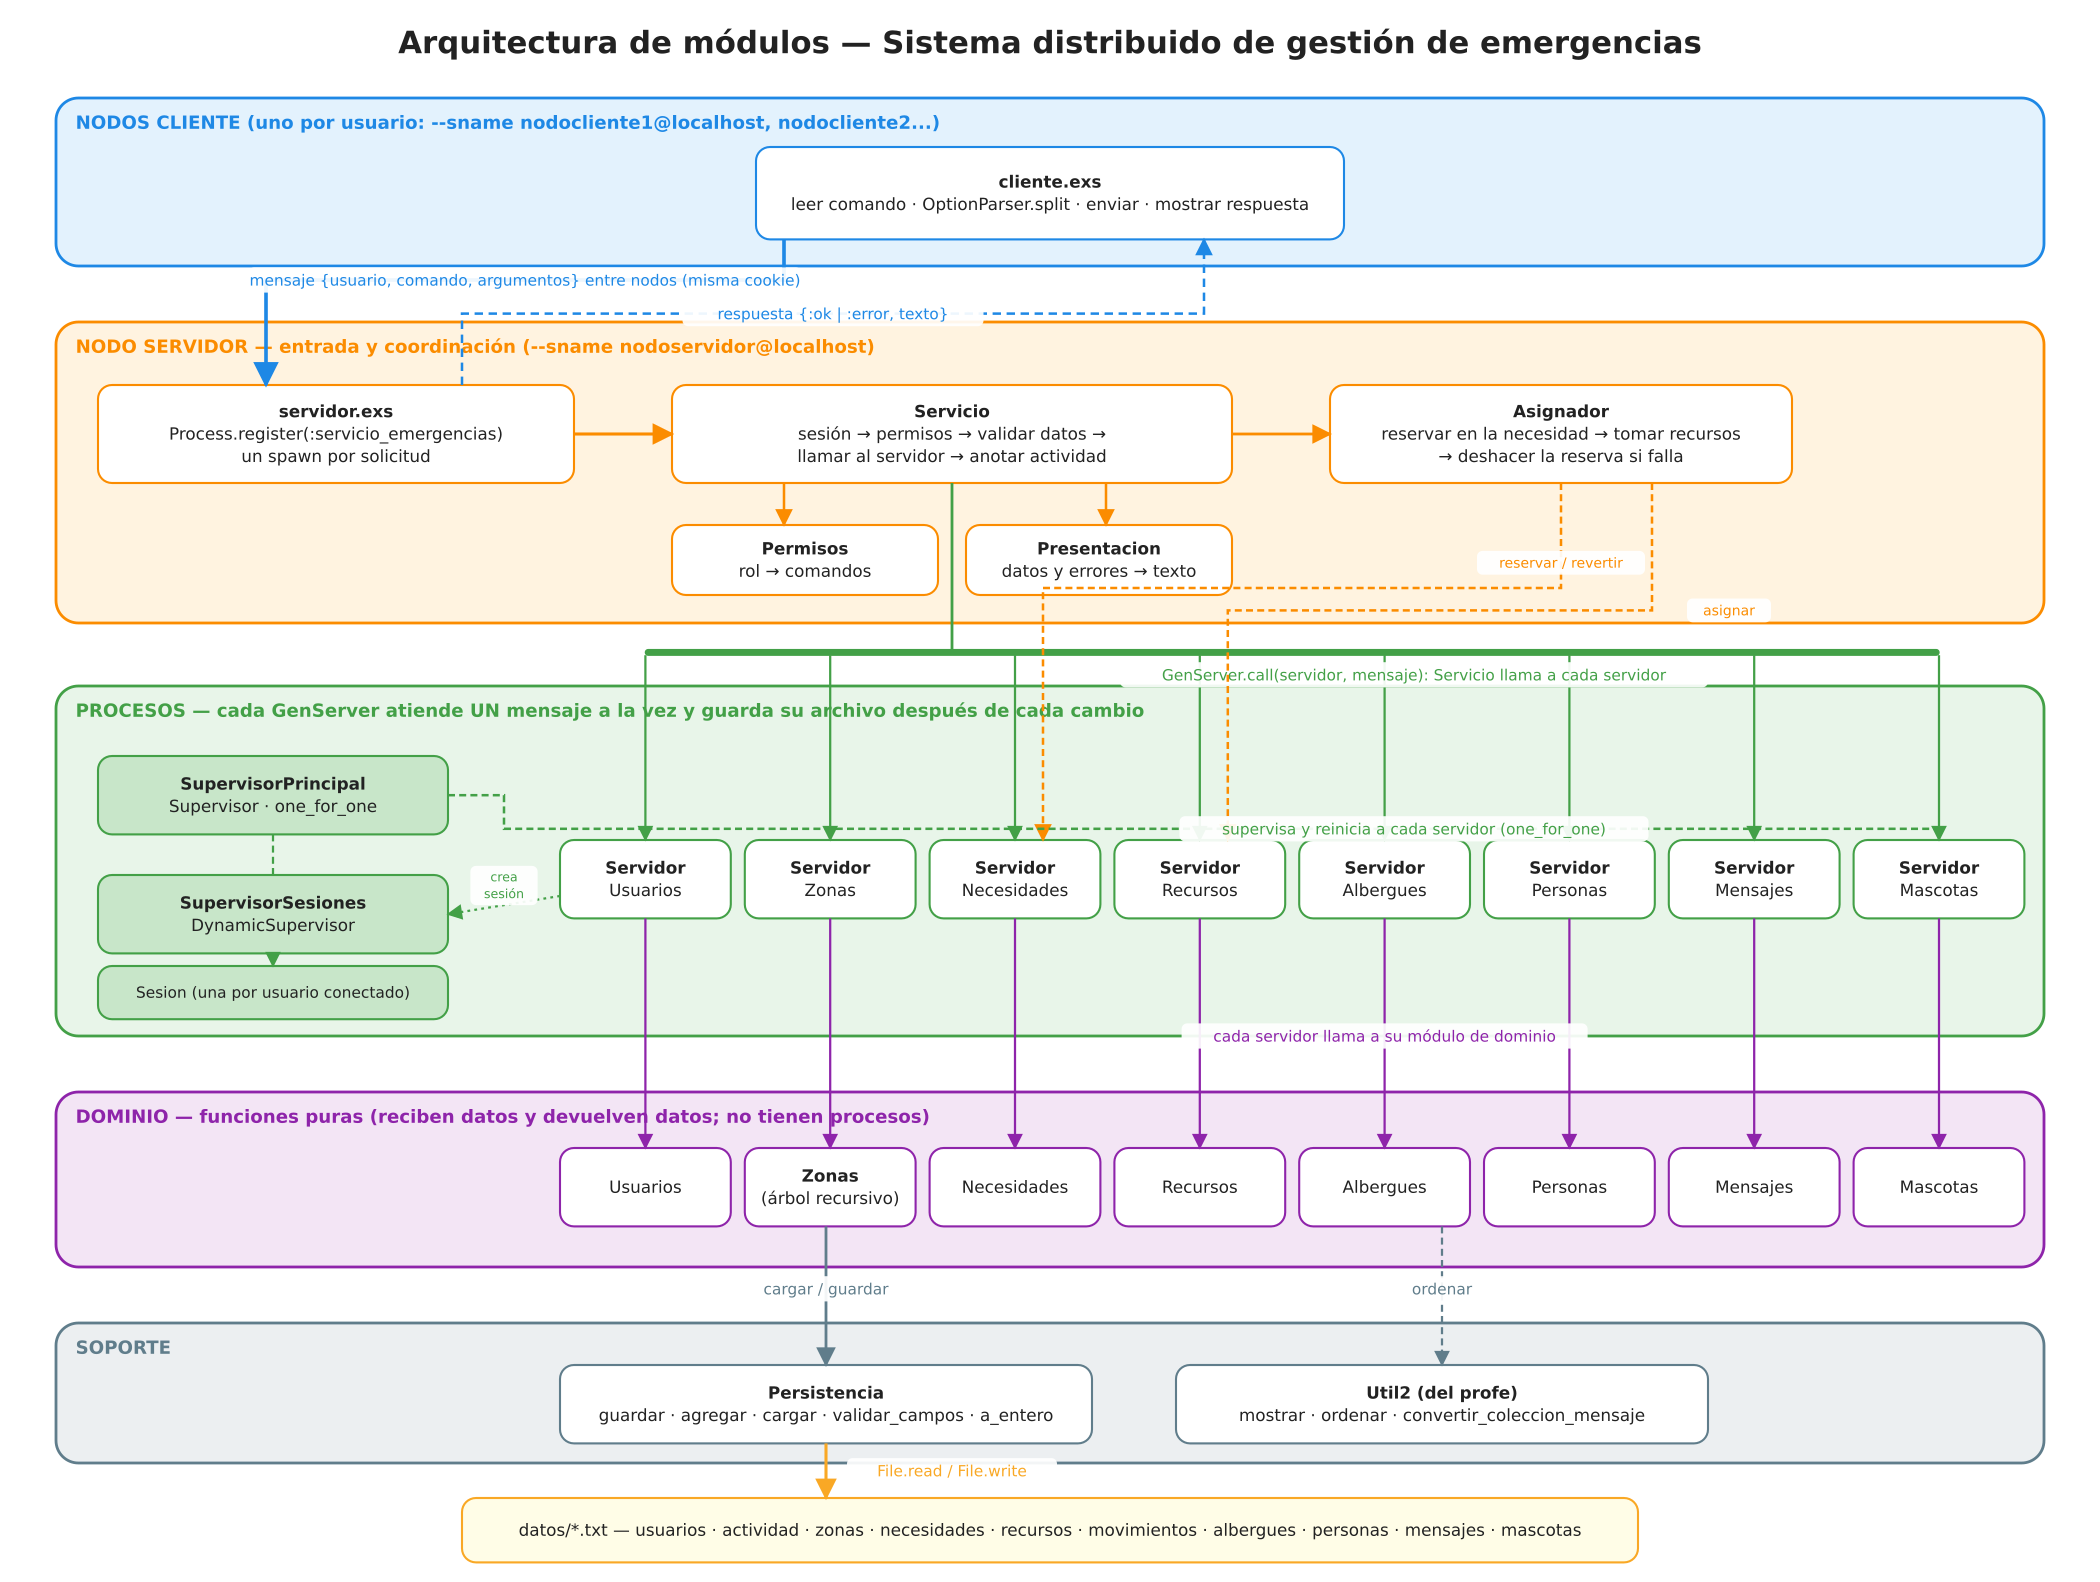 Arquitectura de módulos — Sistema distribuido de gestión de emergencias
NODOS CLIENTE (uno por usuario: --sname nodocliente1@localhost, nodocliente2...)
cliente.exs
leer comando · OptionParser.split · enviar · mostrar respuesta
mensaje {usuario, comando, argumentos} entre nodos (misma cookie)
respuesta {:ok | :error, texto}
NODO SERVIDOR — entrada y coordinación (--sname nodoservidor@localhost)
servidor.exs
Process.register(:servicio_emergencias)
un spawn por solicitud
Servicio
sesión → permisos → validar datos →
llamar al servidor → anotar actividad
Asignador
reservar en la necesidad → tomar recursos
→ deshacer la reserva si falla
Permisos
rol → comandos
Presentacion
datos y errores → texto
reservar / revertir
asignar
GenServer.call(servidor, mensaje): Servicio llama a cada servidor
PROCESOS — cada GenServer atiende UN mensaje a la vez y guarda su archivo después de cada cambio
SupervisorPrincipal
Supervisor · one_for_one
supervisa y reinicia a cada servidor (one_for_one)
crea
sesión
SupervisorSesiones
DynamicSupervisor
Sesion (una por usuario conectado)
Servidor
Usuarios
Servidor
Zonas
Servidor
Necesidades
Servidor
Recursos
Servidor
Albergues
Servidor
Personas
Servidor
Mensajes
Servidor
Mascotas
cada servidor llama a su módulo de dominio
DOMINIO — funciones puras (reciben datos y devuelven datos; no tienen procesos)
Usuarios
Zonas
(árbol recursivo)
Necesidades
Recursos
Albergues
Personas
Mensajes
Mascotas
cargar / guardar
ordenar
SOPORTE
Persistencia
guardar · agregar · cargar · validar_campos · a_entero
Util2 (del profe)
mostrar · ordenar · convertir_coleccion_mensaje
File.read / File.write
datos/*.txt — usuarios · actividad · zonas · necesidades · recursos · movimientos · albergues · personas · mensajes · mascotas